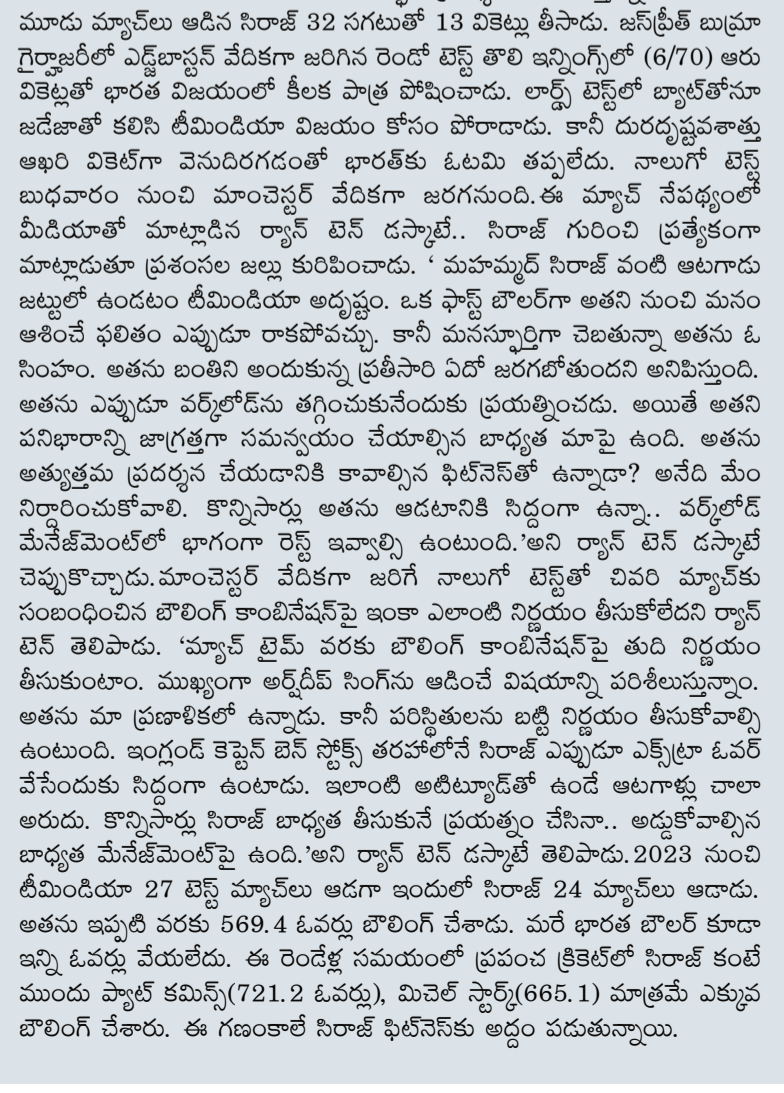 మూడు మ్యాచ్‌లు ఆడిన సిరాజ్ 32 సగటుతో 13 వికెట్లు తీసాడు. జస్‌ప్రీత్ బుమ్రా
గైర్హాజరీలో ఎడ్జ్‌బాస్టన్ వేదికగా జరిగిన రెండో టెస్ట్ తొలి ఇన్నింగ్స్‌లో (6/70) ఆరు
వికెట్లతో భారత విజయంలో కీలక పాత్ర పోషించాడు. లార్డ్స్ టెస్ట్‌లో బ్యాట్‌తోనూ
జడేజాతో కలిసి టీమిండియా విజయం కోసం పోరాడాడు. కానీ దురదృష్టవశాత్తు
ఆఖరి వికెట్‌గా వెనుదిరగడంతో భారత్‌కు ఓటమి తప్పలేదు. నాలుగో టెస్ట్
బుధవారం నుంచి మాంచెస్టర్ వేదికగా జరగనుంది.ఈ మ్యాచ్ నేపథ్యంలో
మీడియాతో మాట్లాడిన ర్యాన్ టెన్ డస్కాటే.. సిరాజ్ గురించి ప్రత్యేకంగా
మాట్లాడుతూ ప్రశంసల జల్లు కురిపించాడు. ‘ మహమ్మద్ సిరాజ్ వంటి ఆటగాడు
జట్టులో ఉండటం టీమిండియా అదృష్టం. ఒక ఫాస్ట్ బౌలర్‌గా అతని నుంచి మనం
ఆశించే ఫలితం ఎప్పుడూ రాకపోవచ్చు. కానీ మనస్ఫూర్తిగా చెబతున్నా అతను ఓ
సింహం. అతను బంతిని అందుకున్న ప్రతీసారి ఏదో జరగబోతుందని అనిపిస్తుంది.
అతను ఎప్పుడూ వర్క్‌లోడ్‌ను తగ్గించుకునేందుకు ప్రయత్నించడు. అయితే అతని
పనిభారాన్ని జాగ్రత్తగా సమన్వయం చేయాల్సిన బాధ్యత మాపై ఉంది. అతను
అత్యుత్తమ ప్రదర్శన చేయడానికి కావాల్సిన ఫిట్‌నెస్‌తో ఉన్నాడా? అనేది మేం
నిర్దారించుకోవాలి. కొన్నిసార్లు అతను ఆడటానికి సిద్దంగా ఉన్నా.. వర్క్‌లోడ్
మేనేజ్‌మెంట్‌లో భాగంగా రెస్ట్ ఇవ్వాల్సి ఉంటుంది.’అని ర్యాన్ టెన్ డస్కాటే
చెప్పుకొచ్చాడు.మాంచెస్టర్ వేదికగా జరిగే నాలుగో టెస్ట్‌తో చివరి మ్యాచ్‌కు
సంబంధించిన బౌలింగ్ కాంబినేషన్‌పై ఇంకా ఎలాంటి నిర్ణయం తీసుకోలేదని ర్యాన్
టెన్ తెలిపాడు. ‘మ్యాచ్ టైమ్ వరకు బౌలింగ్ కాంబినేషన్‌పై తుది నిర్ణయం
తీసుకుంటాం. ముఖ్యంగా అర్ష్‌దీప్ సింగ్‌ను ఆడించే విషయాన్ని పరిశీలుస్తున్నాం.
అతను మా ప్రణాళికలో ఉన్నాడు. కానీ పరిస్థితులను బట్టి నిర్ణయం తీసుకోవాల్సి
ఉంటుంది. ఇంగ్లండ్ కెప్టెన్ బెన్ స్టోక్స్ తరహాలోనే సిరాజ్ ఎప్పుడూ ఎక్స్‌ట్రా ఓవర్
వేసేందుకు సిద్దంగా ఉంటాడు. ఇలాంటి అటిట్యూడ్‌తో ఉండే ఆటగాళ్లు చాలా
అరుదు. కొన్నిసార్లు సిరాజ్ బాధ్యత తీసుకునే ప్రయత్నం చేసినా.. అడ్డుకోవాల్సిన
బాధ్యత మేనేజ్‌మెంట్‌పై ఉంది.’అని ర్యాన్ టెన్ డస్కాటే తెలిపాడు.2023 నుంచి
టీమిండియా 27 టెస్ట్ మ్యాచ్‌లు ఆడగా ఇందులో సిరాజ్ 24 మ్యాచ్‌లు ఆడాడు.
అతను ఇప్పటి వరకు 569.4 ఓవర్లు బౌలింగ్ చేశాడు. మరే భారత బౌలర్ కూడా
ఇన్ని ఓవర్లు వేయలేదు. ఈ రెండేళ్ల సమయంలో ప్రపంచ క్రికెట్‌లో సిరాజ్ కంటే
ముందు ప్యాట్ కమిన్స్(721.2 ఓవర్లు), మిచెల్ స్టార్క్(665.1) మాత్రమే ఎక్కువ
బౌలింగ్ చేశారు. ఈ గణంకాలే సిరాజ్ ఫిట్‌నెస్‌కు అద్దం పడుతున్నాయి.